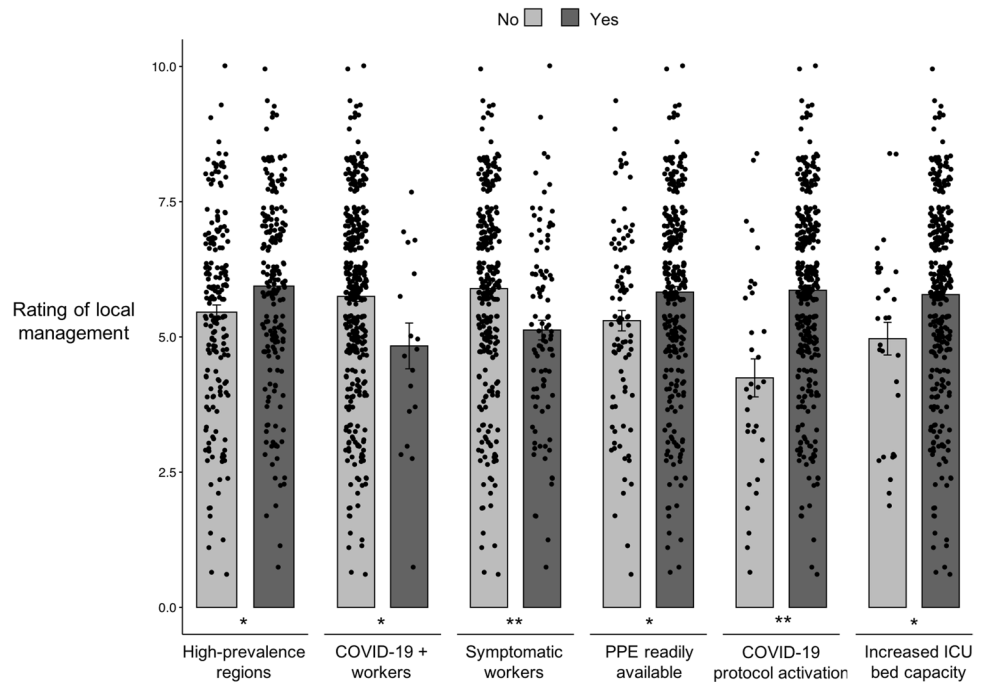 No Yes
10.0
7.5
Rating of local
management
5.0
2.5
0.0
* * ** * ** *
High-prevalence
regions
COVID-19 +
workers
Symptomatic
workers
PPE readily
available
COVID-19
protocol activation
Increased ICU
bed capacity